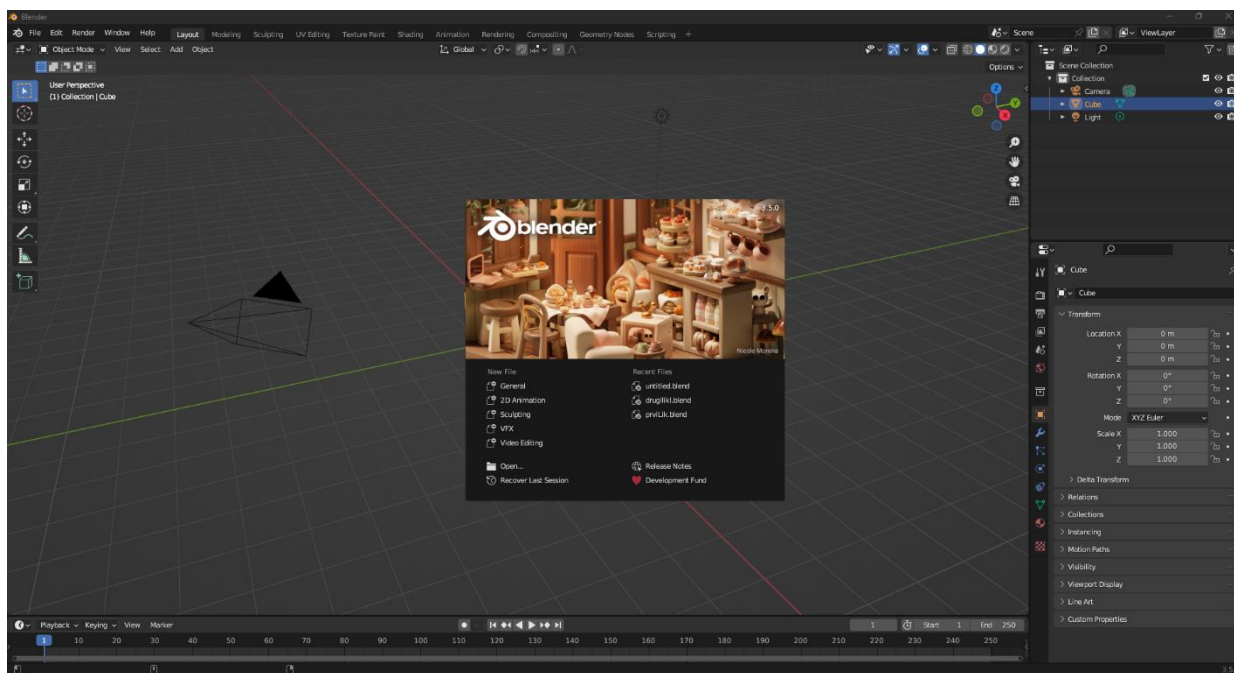 Blender
File Edit Render Window Help Layout Modeling Sculpting UV Editing Texture Paint Shading Animation Rendering Compositing Geometry Nodes Scripting + Scene ViewLayer
Object Mode View Select Add Object Global
Options
User Perspective
(1) Collection | Cube
Z
Y
X
Scene Collection
Collection
Camera
Cube
Light
blender
3.5.0
New File
General
2D Animation
Sculpting
VFX
Video Editing
Open...
Recover Last Session
Recent Files
untitled.blend
drugilikI.blend
prviLik.blend
Release Notes
Development Fund
Cube
Cube
Transform
Location X 0 m
Y 0 m
Z 0 m
Rotation X 0°
Y 0°
Z 0°
Mode XYZ Euler
Scale X 1.000
Y 1.000
Z 1.000
Delta Transform
Relations
Collections
Instancing
Motion Paths
Visibility
Viewport Display
Line Art
Custom Properties
Playback Keying View Marker 1 Start 1 End 250
1 10 20 30 40 50 60 70 80 90 100 110 120 130 140 150 160 170 180 190 200 210 220 230 240 250